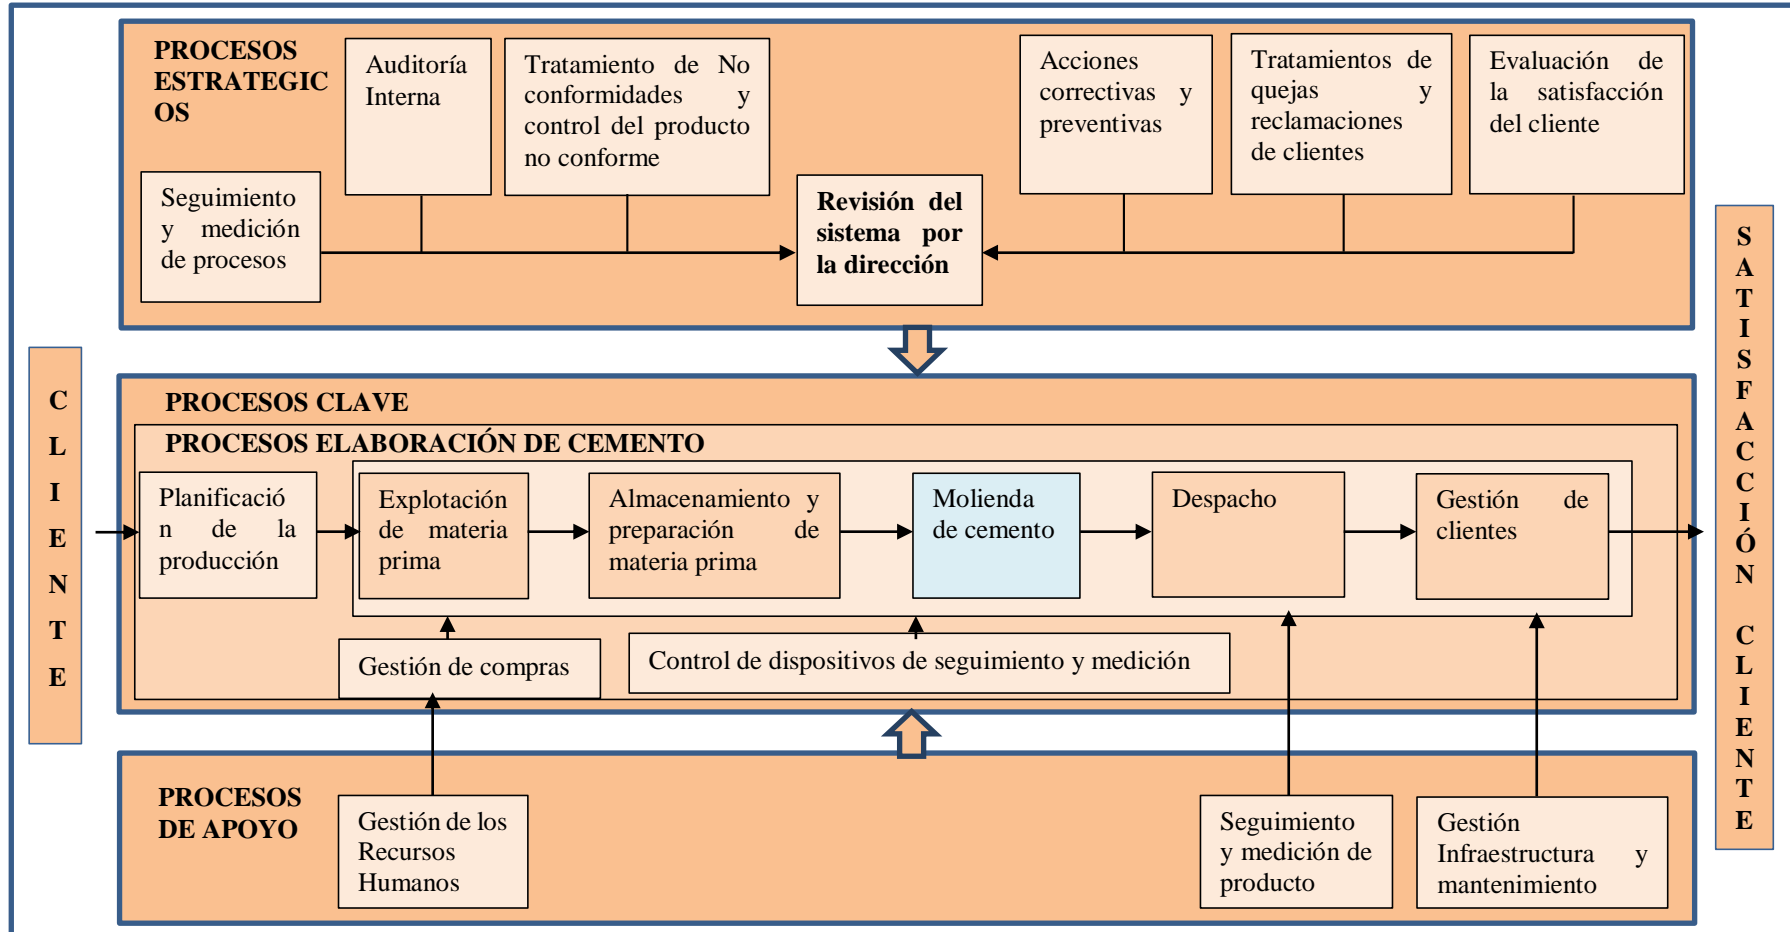 PROCESOS
ESTRATEGIC
OS
Auditoría
Interna
Tratamiento de No
conformidades y
control del producto
no conforme
Acciones
correctivas y
preventivas
Tratamientos de
quejas y
reclamaciones
de clientes
Evaluación de
la satisfacción
del cliente
Seguimiento
y medición
de procesos
Revisión del
sistema por
la dirección
C
L
I
E
N
T
E
PROCESOS CLAVE
PROCESOS ELABORACIÓN DE CEMENTO
Planificació
n de la
producción
Explotación
de materia
prima
Almacenamiento y
preparación de
materia prima
Molienda
de cemento
Despacho
Gestión de
clientes
Gestión de compras
Control de dispositivos de seguimiento y medición
PROCESOS
DE APOYO
Gestión de los
Recursos
Humanos
Seguimiento
y medición de
producto
Gestión
Infraestructura y
mantenimiento
S
A
T
I
S
F
A
C
C
I
Ó
N
C
L
I
E
N
T
E